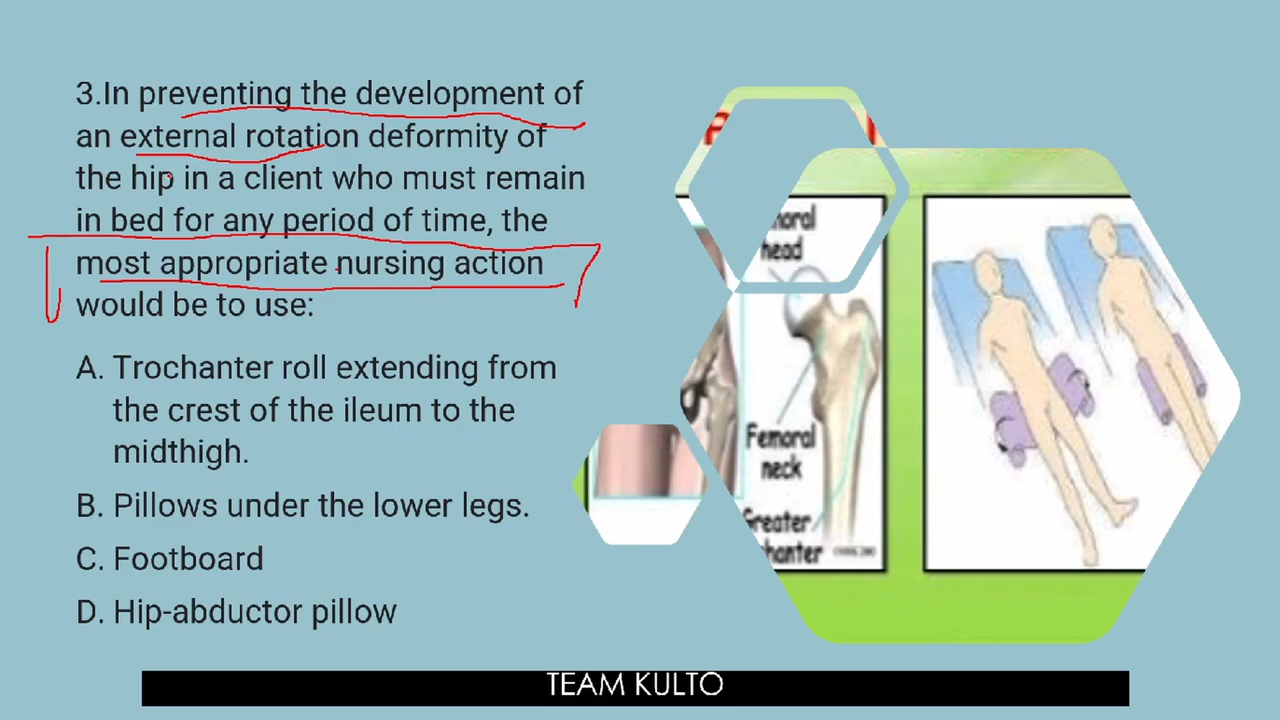 3.In preventing the development of
an external rotation deformity of
the hip in a client who must remain
in bed for any period of time, the
most appropriate nursing action
would be to use:
A. Trochanter roll extending from
the crest of the ileum to the
midthigh.
B. Pillows under the lower legs.
C. Footboard
D. Hip-abductor pillow
moral
head
Femoral
neck
Greater
chanter
TEAM KULTO